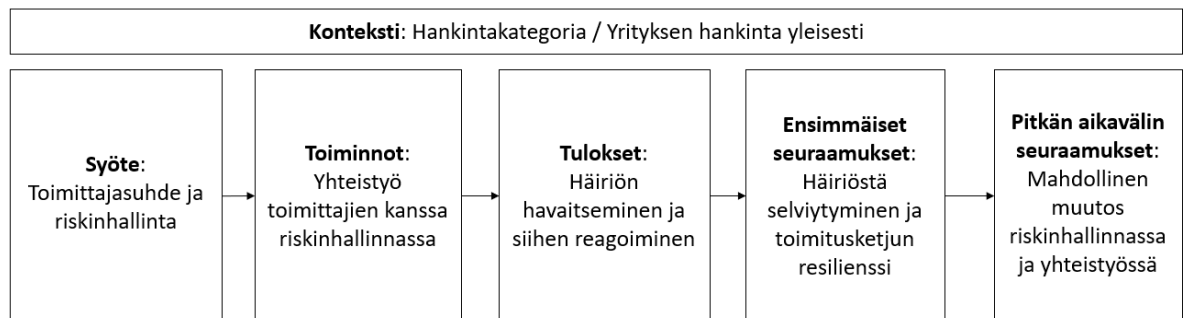 Konteksti: Hankintakategoria / Yrityksen hankinta yleisesti
Syöte:
Toimittajasuhde ja
riskinhallinta
Toiminnot:
Yhteistyö
toimittajien kanssa
riskinhallinnassa
Tulokset:
Häiriön
havaitseminen ja
siihen reagoiminen
Ensimmäiset
seuraamukset:
Häiriöstä
selviytyminen ja
toimitusketjun
resilienssi
Pitkän aikavälin
seuraamukset:
Mahdollinen
muutos
riskinhallinnassa
ja yhteistyössä